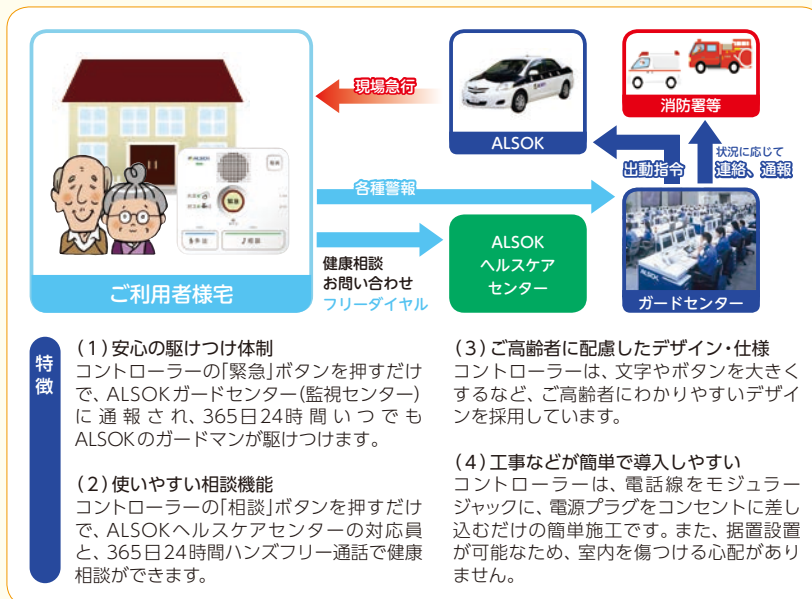 現場急行
ALSOK
消防署等
出動指令
状況に応じて
連絡、通報
各種警報
ALSOK
緊急
外出
相談
ご利用者様宅
健康相談
お問い合わせ
フリーダイヤル
ALSOK
ヘルスケア
センター
ALSOK
ガードセンター
特徴
(1)安心の駆けつけ体制
コントローラーの「緊急」ボタンを押すだけ
で、ALSOKガードセンター(監視センター)
に通報され、365日24時間いつでも
ALSOKのガードマンが駆けつけます。
(2)使いやすい相談機能
コントローラーの「相談」ボタンを押すだけ
で、ALSOKヘルスケアセンターの対応員
と、365日24時間ハンズフリー通話で健康
相談ができます。
(3)ご高齢者に配慮したデザイン・仕様
コントローラーは、文字やボタンを大きく
するなど、ご高齢者にわかりやすいデザイ
ンを採用しています。
(4)工事などが簡単で導入しやすい
コントローラーは、電話線をモジュラー
ジャックに、電源プラグをコンセントに差し
込むだけの簡単施工です。また、据置設置
が可能なため、室内を傷つける心配があり
ません。